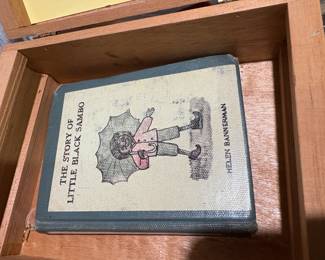 THE STORY OF
LITTLE BLACK SAMBO
HELEN BANNERMAN